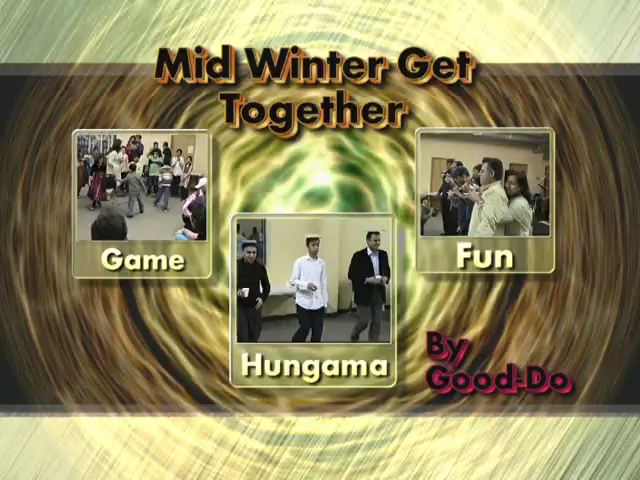 Mid Winter Get
Together
Game
Fun
Hungama
By
Good-Do